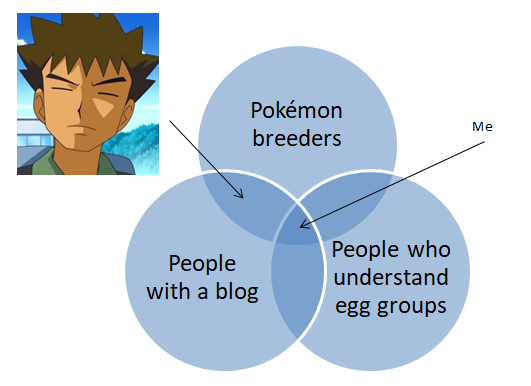 Pokémon
breeders
Me
People
with a blog
People who
understand
egg groups